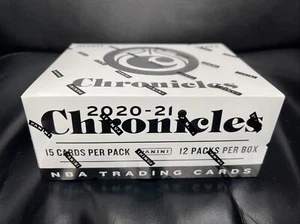 Chronicles
2020-21
Chronicles
15 CARDS PER PACK PANINI 12 PACKS PER BOX
NBA TRADING CARDS